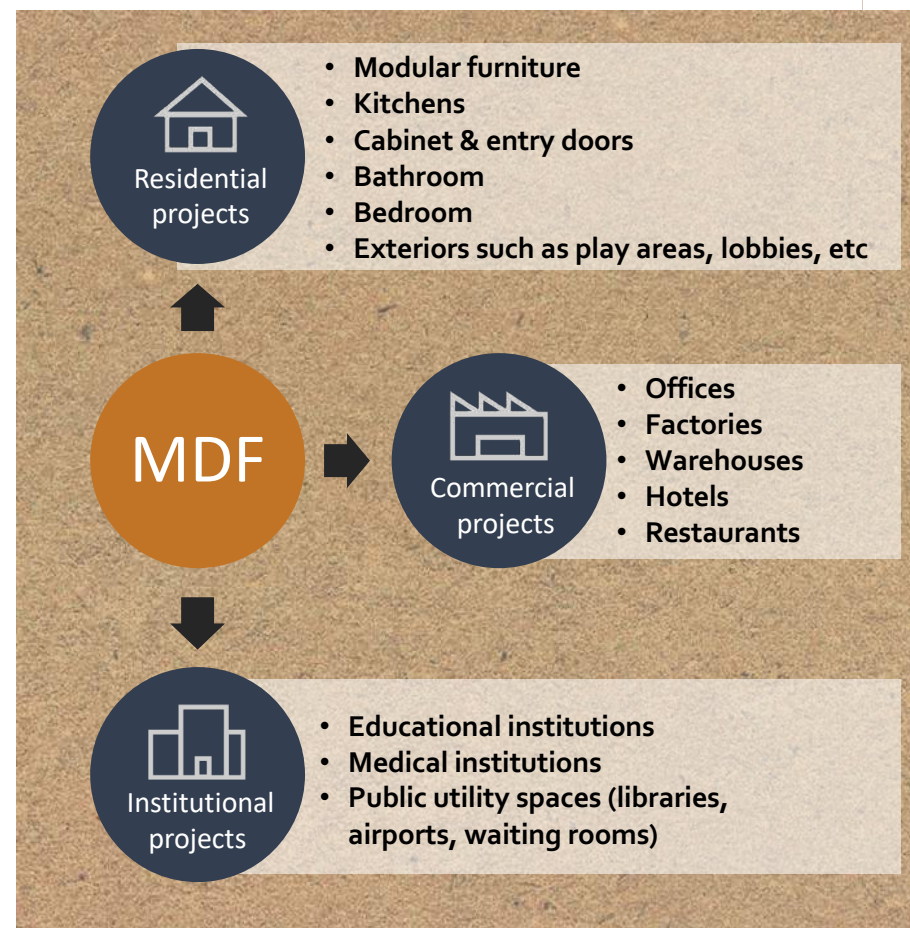 Residential
projects
• Modular furniture
• Kitchens
• Cabinet & entry doors
• Bathroom
• Bedroom
• Exteriors such as play areas, lobbies, etc
MDF
Commercial
projects
• Offices
• Factories
• Warehouses
• Hotels
• Restaurants
Institutional
projects
• Educational institutions
• Medical institutions
• Public utility spaces (libraries,
airports, waiting rooms)